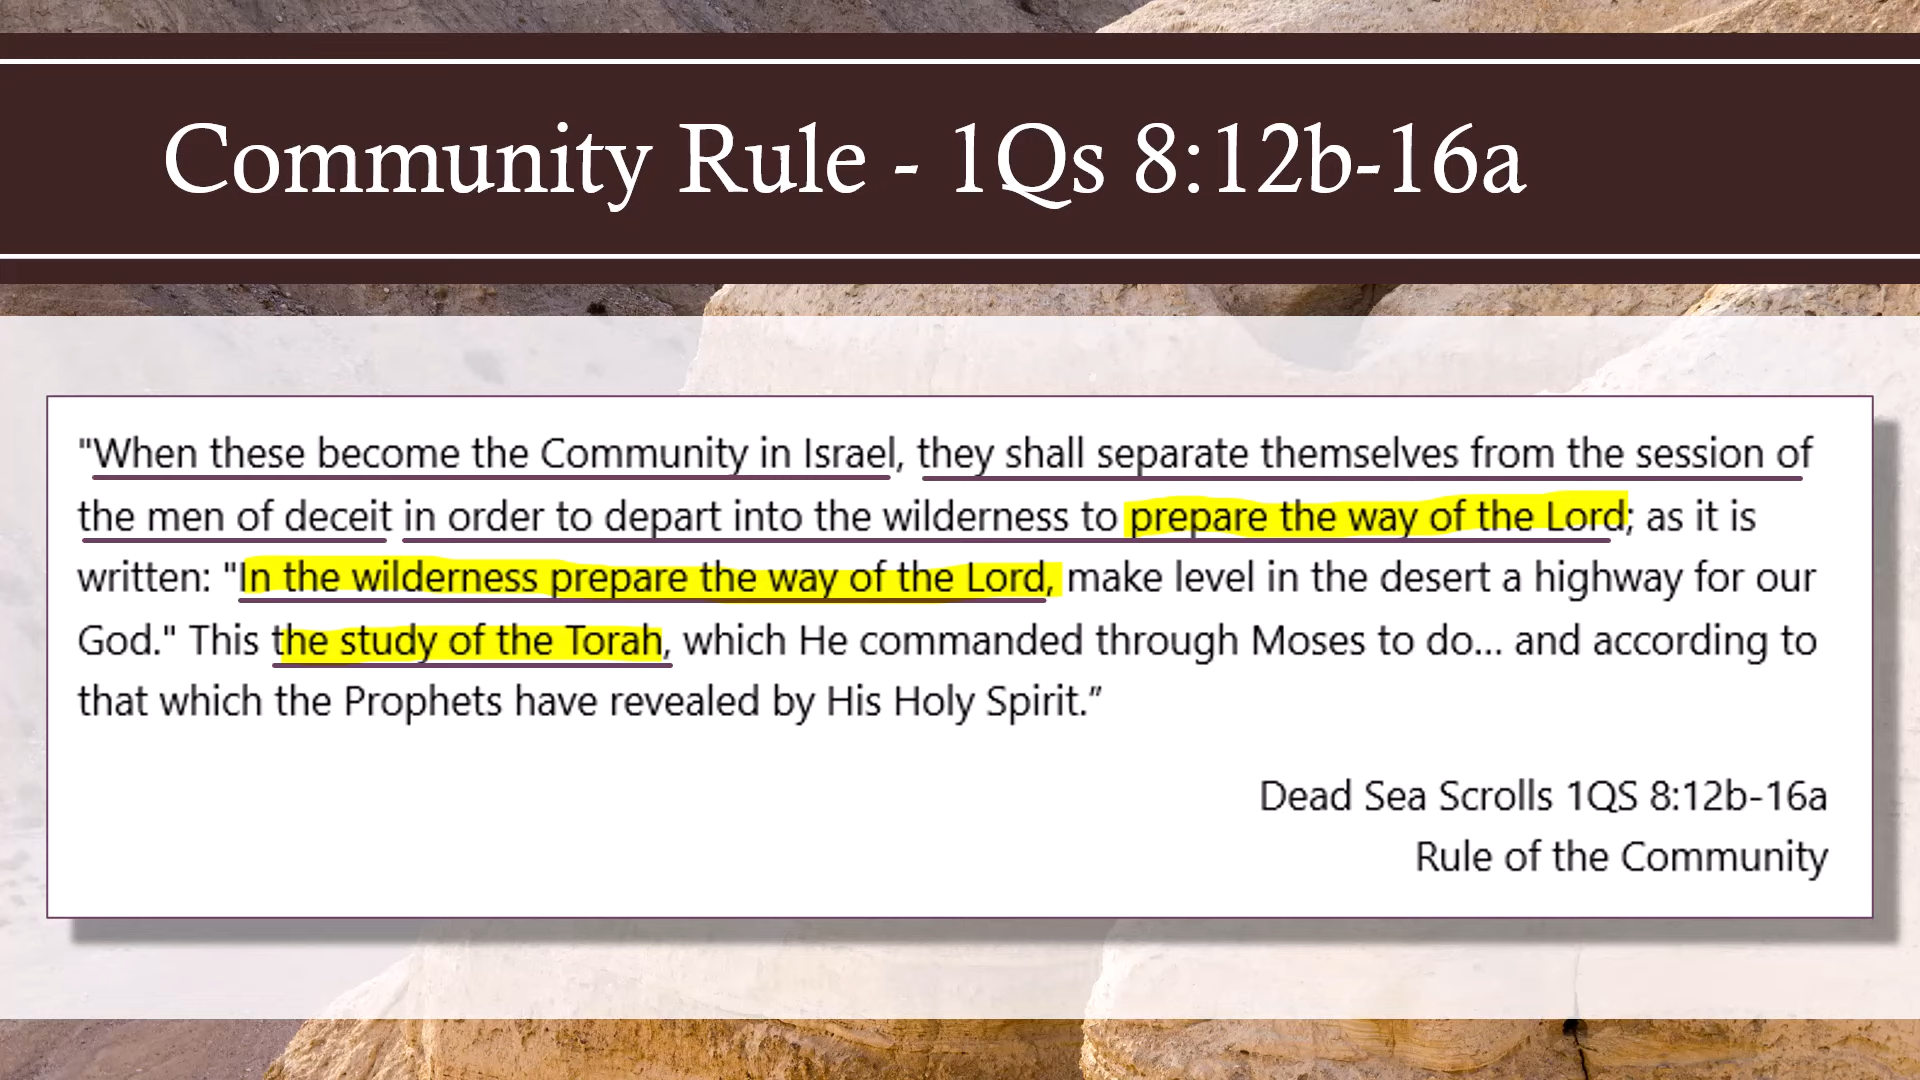 Community Rule - 1Qs 8:12b-16a
"When these become the Community in Israel, they shall separate themselves from the session of
the men of deceit in order to depart into the wilderness to prepare the way of the Lord; as it is
written: "In the wilderness prepare the way of the Lord, make level in the desert a highway for our
God." This the study of the Torah, which He commanded through Moses to do... and according to
that which the Prophets have revealed by His Holy Spirit.”
Dead Sea Scrolls 1QS 8:12b-16a
Rule of the Community